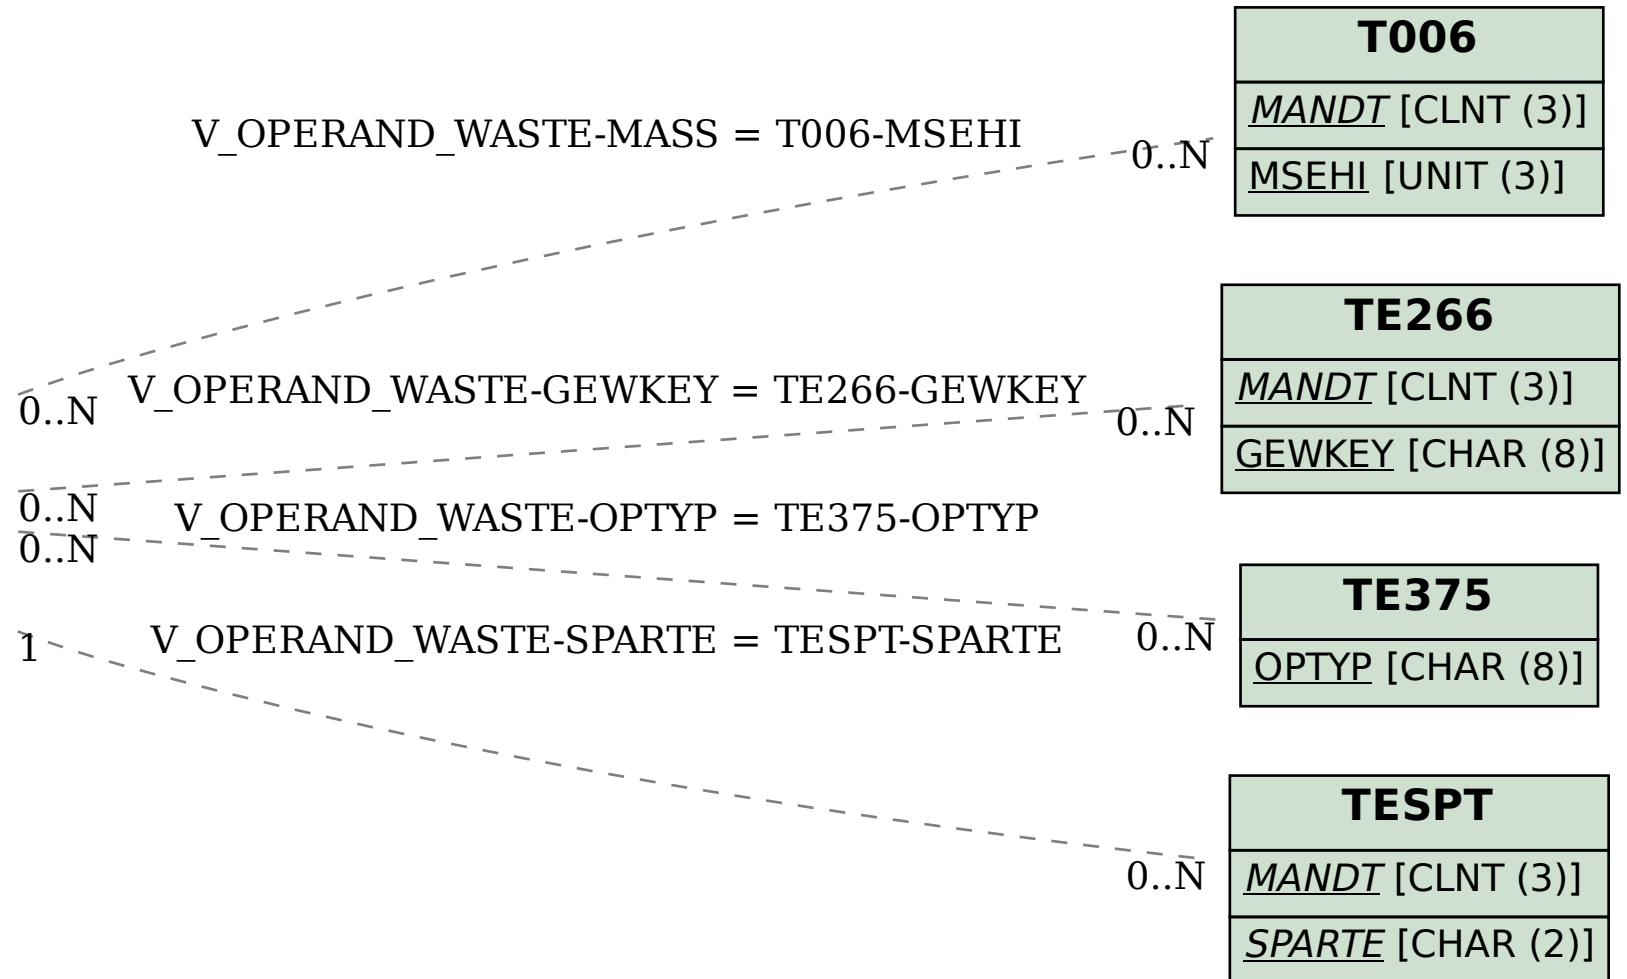 T006
MANDT [CLNT (3)]
MSEHI [UNIT (3)]
V_OPERAND_WASTE-MASS = T006-MSEHI
0..N
0..N
TE266
MANDT [CLNT (3)]
GEWKEY [CHAR (8)]
V_OPERAND_WASTE-GEWKEY = TE266-GEWKEY
0..N
0..N
V_OPERAND_WASTE-OPTYP = TE375-OPTYP
0..N
0..N
TE375
OPTYP [CHAR (8)]
V_OPERAND_WASTE-SPARTE = TESPT-SPARTE
1
0..N
TESPT
MANDT [CLNT (3)]
SPARTE [CHAR (2)]